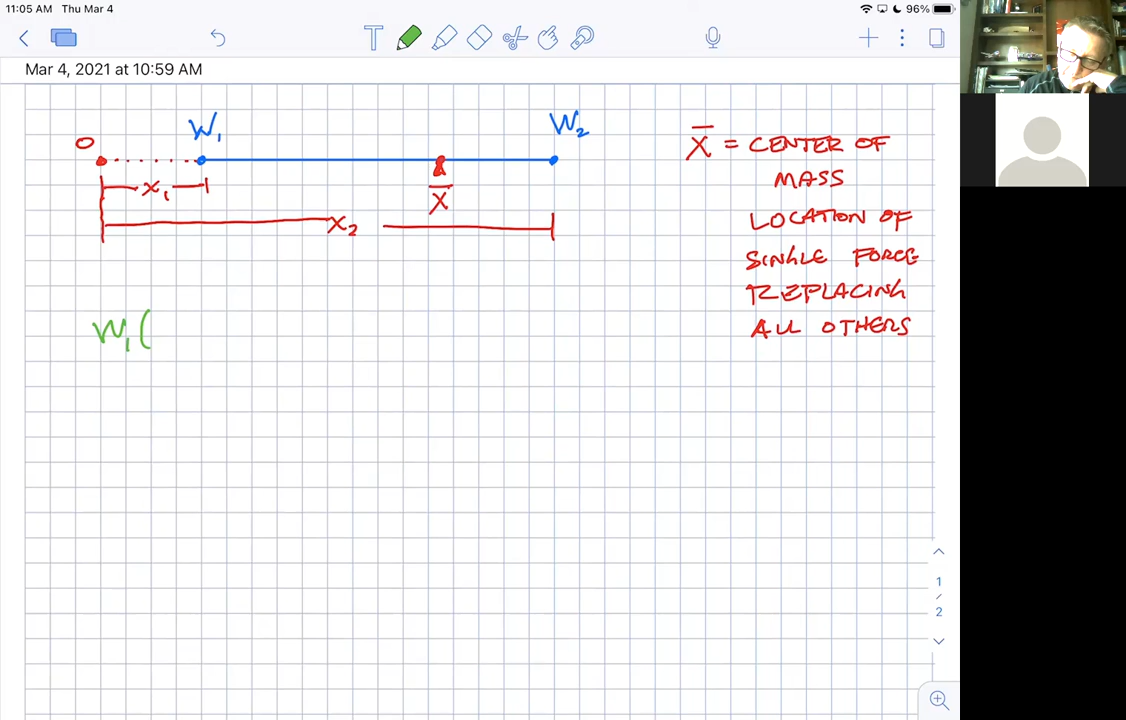 11:05 AM Thu Mar 4
96%
T
Mar 4, 2021 at 10:59 AM
O
W₁
W₂
x₁
x̄
x₂
x̄ = CENTER OF
MASS
LOCATION OF
SINGLE FORCE
REPLACING
ALL OTHERS
W₁(
1
/
2